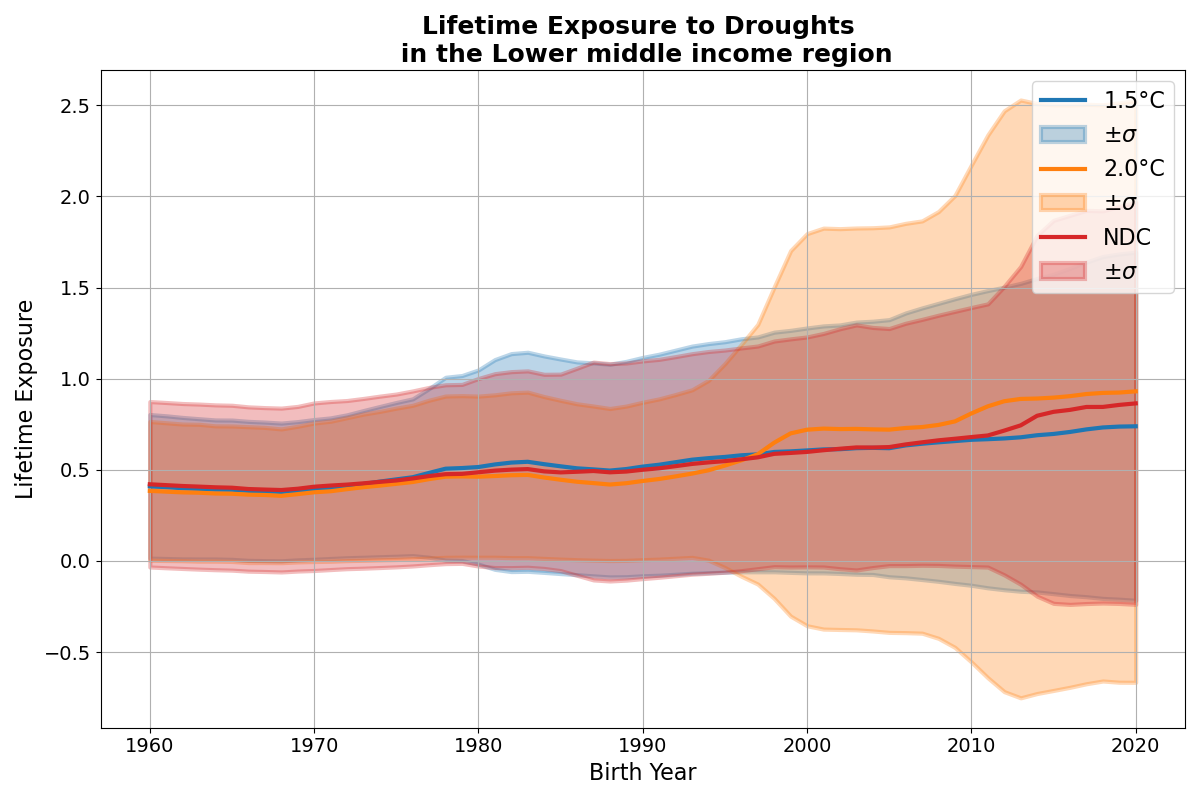 Lifetime Exposure to Droughts
in the Lower middle income region
Lifetime Exposure
2.5
2.0
1.5
1.0
0.5
0.0
−0.5
1.5°C
±σ
2.0°C
±σ
NDC
±σ
1960 1970 1980 1990 2000 2010 2020
Birth Year